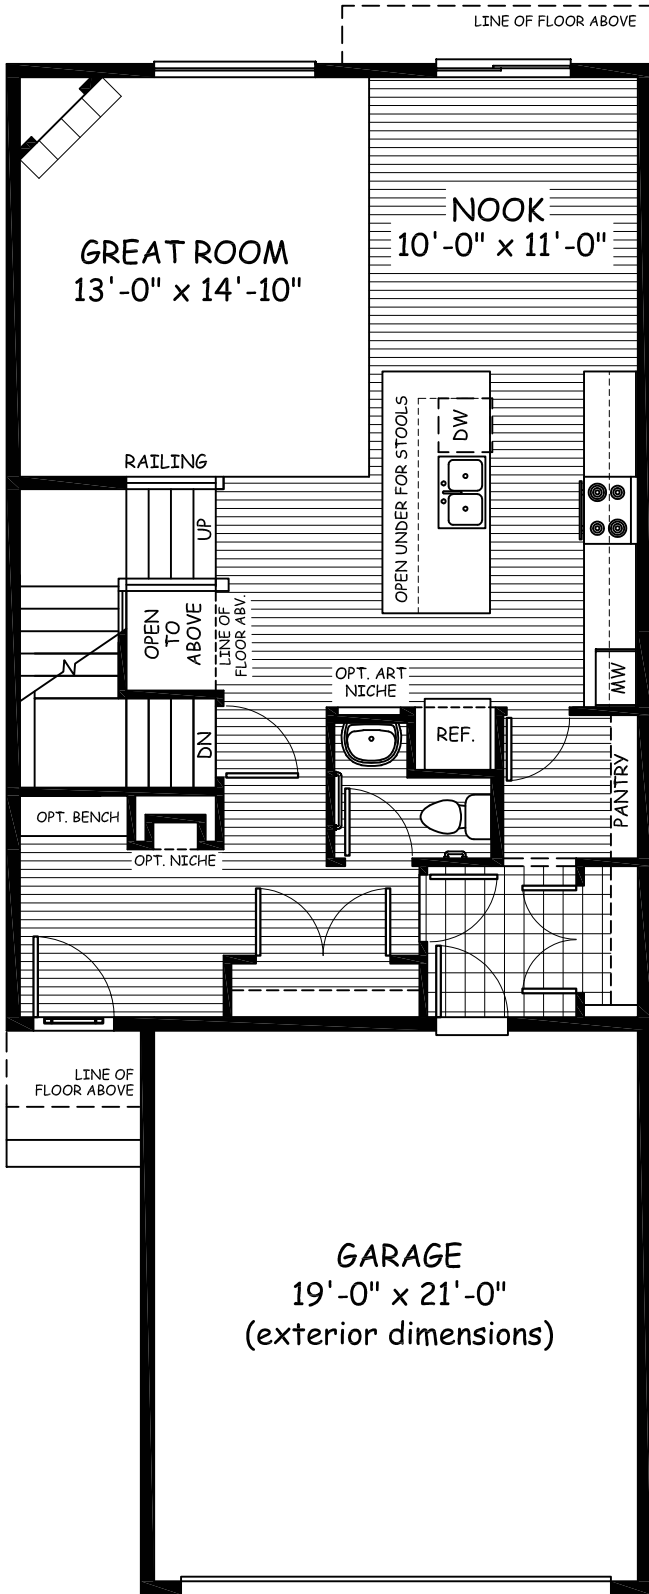 LINE OF FLOOR ABOVE
NOOK
10'-0" x 11'-0"
GREAT ROOM
13'-0" x 14'-10"
RAILING
OPEN UNDER FOR STOOLS
DW
UP
OPEN
TO
ABOVE
LINE OF
FLOOR ABV.
OPT. ART
NICHE
MW
DN
REF.
PANTRY
OPT. BENCH
OPT. NICHE
LINE OF
FLOOR ABOVE
GARAGE
19'-0" x 21'-0"
(exterior dimensions)